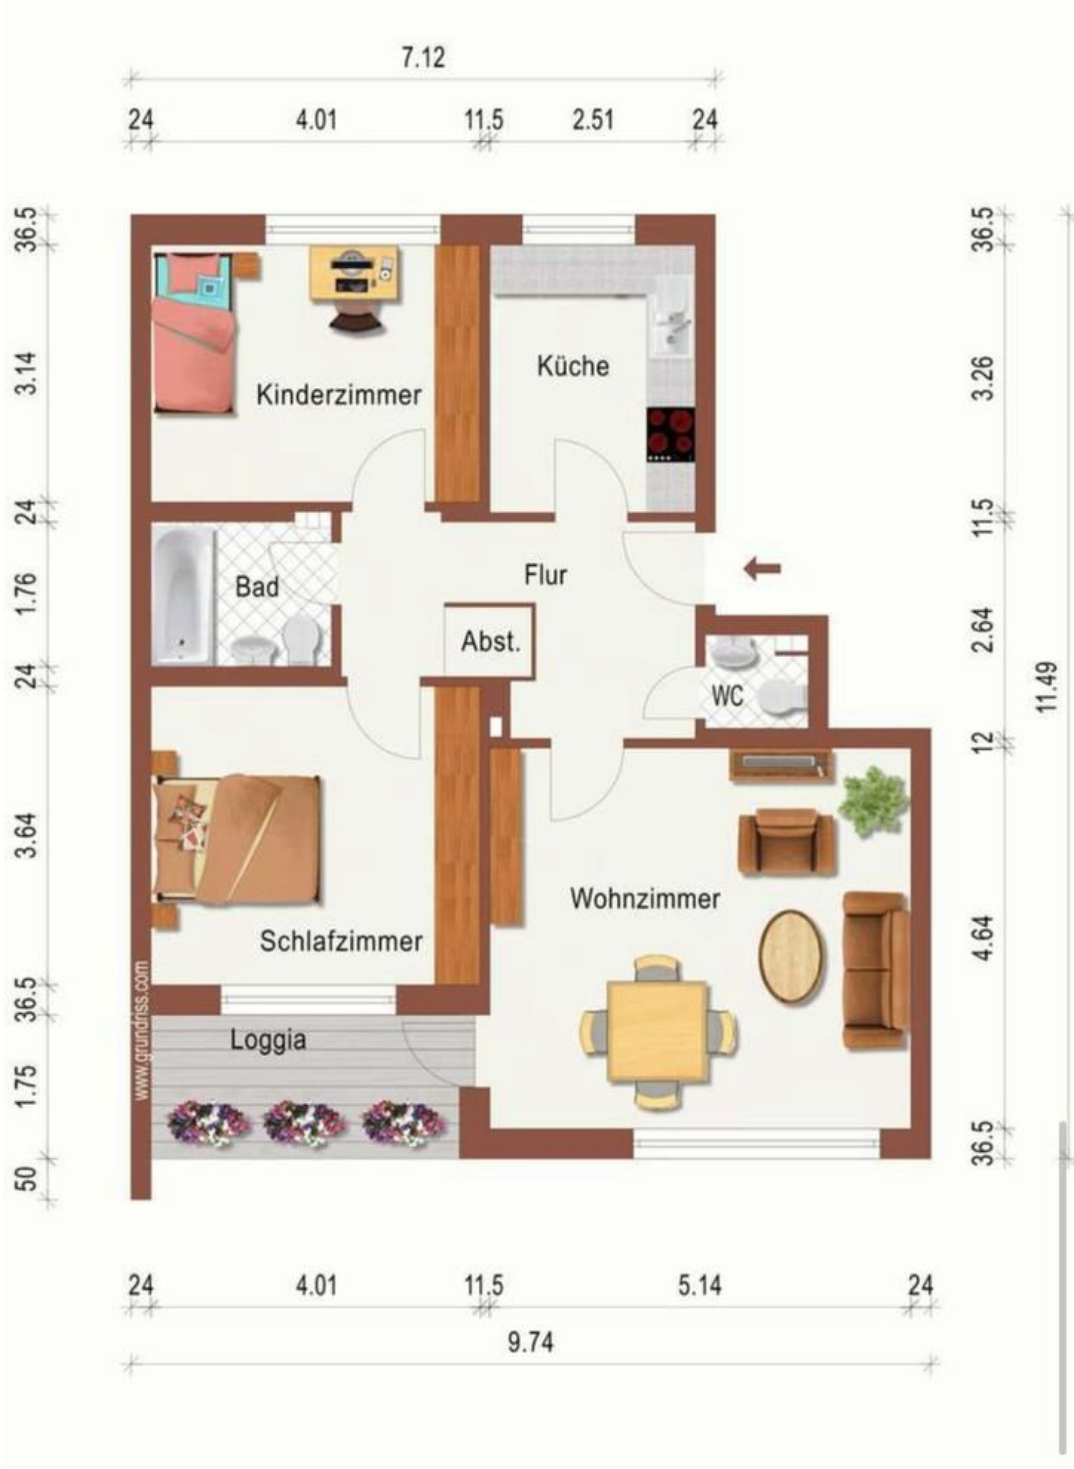 7.12
24 4.01 11.5 2.51 24
36.5
3.14
24
1.76
24
3.64
36.5
1.75
50
Kinderzimmer
Küche
Bad
Flur
Abst.
WC
Wohnzimmer
Schlafzimmer
Loggia
www.grundriss.com
36.5
3.26
11.5
2.64
12
4.64
36.5
11.49
24 4.01 11.5 5.14 24
9.74